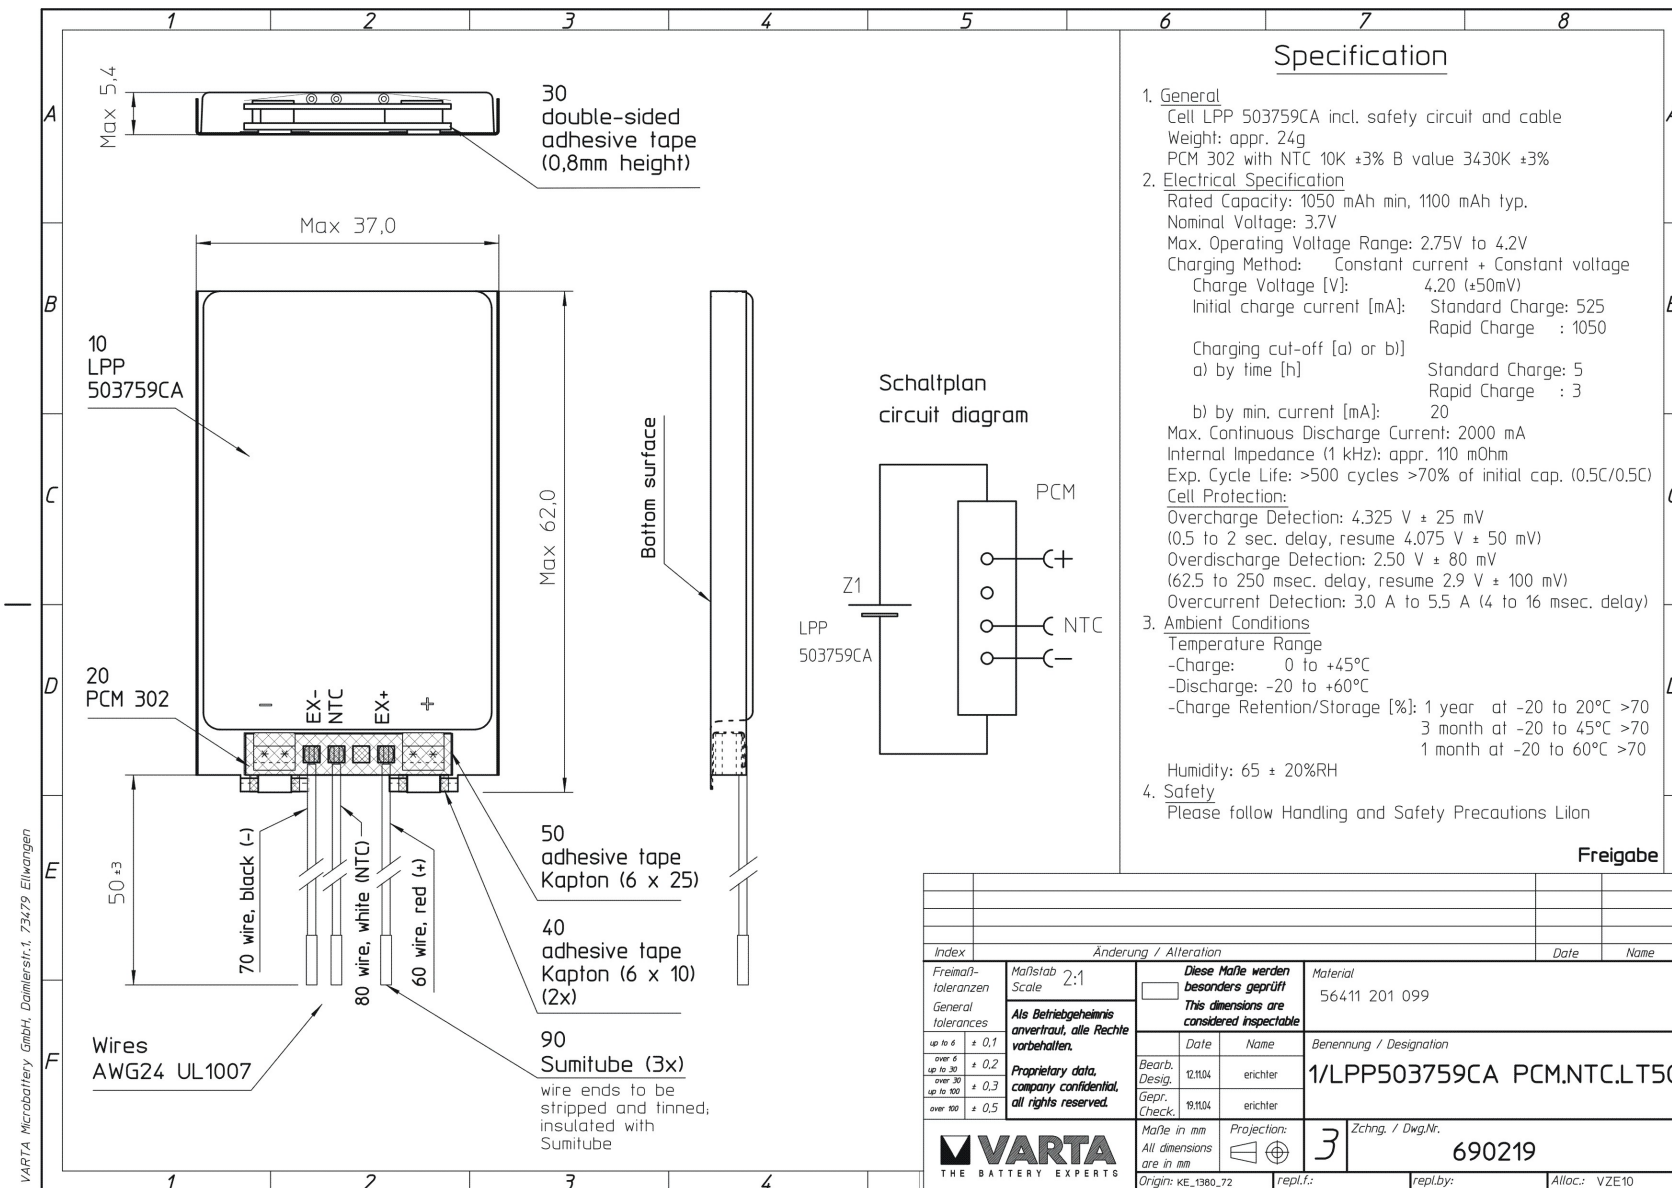 1 2 3 4 5 6 7 8
A
B
C
D
E
F
Max 5,4
30
double-sided
adhesive tape
(0,8mm height)
Max 37,0
10
LPP
503759CA
Max 62,0
Bottom surface
20
PCM 302
-
EX-
NTC
EX+
+
50 ±3
70 wire, black (-)
80 wire, white (NTC)
60 wire, red (+)
50
adhesive tape
Kapton (6 x 25)
40
adhesive tape
Kapton (6 x 10)
(2x)
90
Sumitube (3x)
wire ends to be
stripped and tinned;
insulated with
Sumitube
Wires
AWG24 UL1007
VARTA Microbattery GmbH, Daimlerstr.1, 73479 Ellwangen
Schaltplan
circuit diagram
PCM
+
NTC
-
Z1
LPP
503759CA
Specification
1. General
Cell LPP 503759CA incl. safety circuit and cable
Weight: appr. 24g
PCM 302 with NTC 10K ±3% B value 3430K ±3%
2. Electrical Specification
Rated Capacity: 1050 mAh min, 1100 mAh typ.
Nominal Voltage: 3.7V
Max. Operating Voltage Range: 2.75V to 4.2V
Charging Method: Constant current + Constant voltage
Charge Voltage [V]: 4.20 (±50mV)
Initial charge current [mA]: Standard Charge: 525
Rapid Charge : 1050
Charging cut-off [a) or b)]
a) by time [h] Standard Charge: 5
Rapid Charge : 3
b) by min. current [mA]: 20
Max. Continuous Discharge Current: 2000 mA
Internal Impedance (1 kHz): appr. 110 mOhm
Exp. Cycle Life: >500 cycles >70% of initial cap. (0.5C/0.5C)
Cell Protection:
Overcharge Detection: 4.325 V ± 25 mV
(0.5 to 2 sec. delay, resume 4.075 V ± 50 mV)
Overdischarge Detection: 2.50 V ± 80 mV
(62.5 to 250 msec. delay, resume 2.9 V ± 100 mV)
Overcurrent Detection: 3.0 A to 5.5 A (4 to 16 msec. delay)
3. Ambient Conditions
Temperature Range
-Charge: 0 to +45°C
-Discharge: -20 to +60°C
-Charge Retention/Storage [%]: 1 year at -20 to 20°C >70
3 month at -20 to 45°C >70
1 month at -20 to 60°C >70
Humidity: 65 ± 20%RH
4. Safety
Please follow Handling and Safety Precautions LiIon
Freigabe
Index Änderung / Alteration Date Name
Freimaß-
toleranzen
General
tolerances
up to 6 ± 0,1
over 6
up to 30 ± 0,2
over 30
up to 100 ± 0,3
over 100 ± 0,5
Maßstab
Scale 2:1
Als Betriebgeheimnis
anvertraut, alle Rechte
vorbehalten.
Proprietary data,
company confidential,
all rights reserved.
Diese Maße werden
besonders geprüft
This dimensions are
considered inspectable
Material
56411 201 099
Date Name
Bearb.
Desig. 12.11.04 erichter
Gepr.
Check. 19.11.04 erichter
Benennung / Designation
1/LPP503759CA PCM.NTC.LT50
VARTA
THE BATTERY EXPERTS
Maße in mm
All dimensions
are in mm
Projection:
3
Zchng. / Dwg.Nr.
690219
Origin: KE_1380_72 repl.f.: repl.by: Alloc.: VZE10
1 2 3 4